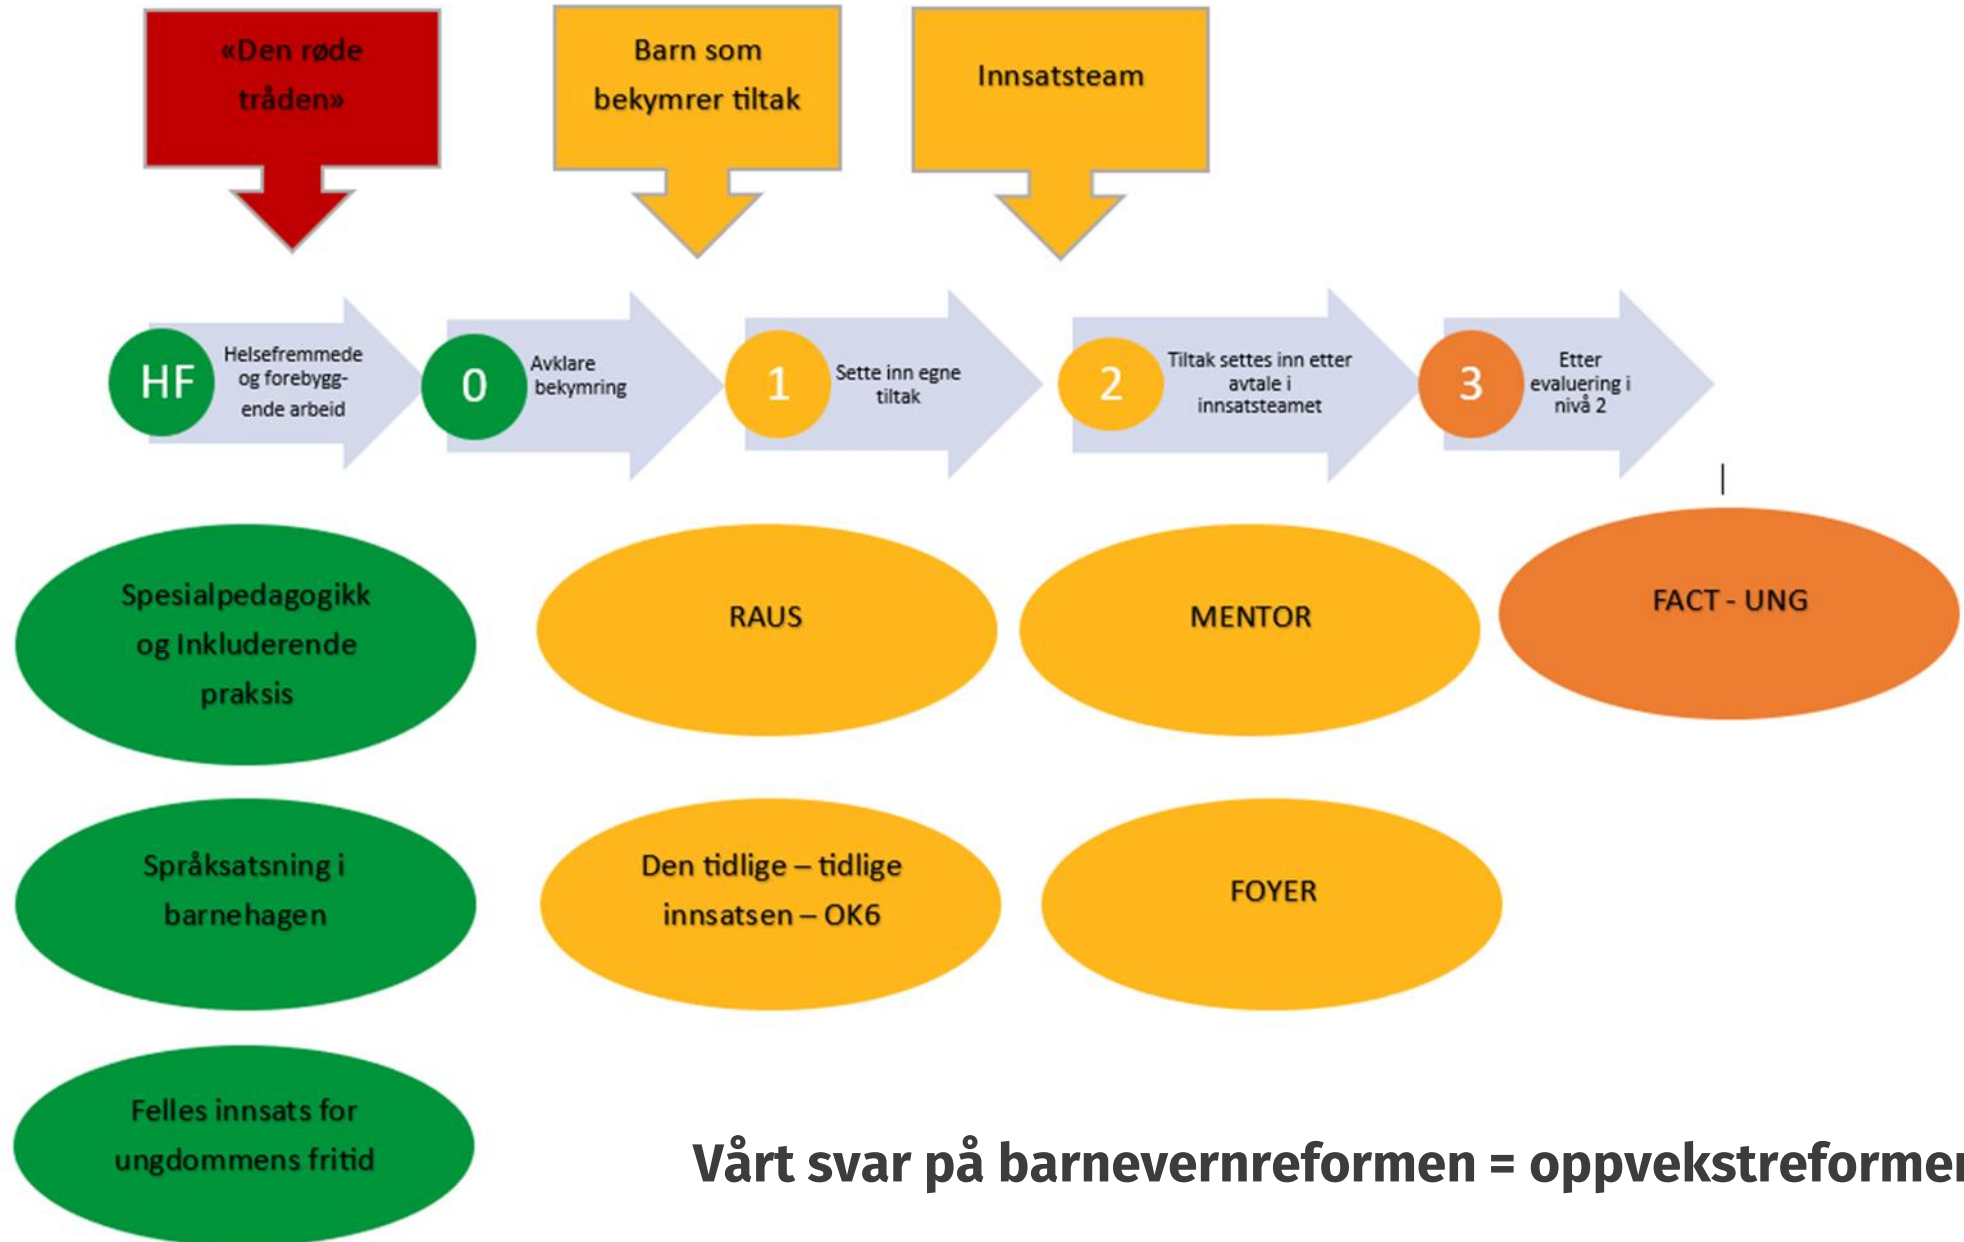 «Den røde
tråden»
Barn som
bekymrer tiltak
Innsatsteam
HF
Helsefremmede
og forebygg-
ende arbeid
0
Avklare
bekymring
1
Sette inn egne
tiltak
2
Tiltak settes inn etter
avtale i
innsatsteamet
3
Etter
evaluering i
nivå 2
Spesialpedagogikk
og Inkluderende
praksis
RAUS
MENTOR
FACT - UNG
Språksatsning i
barnehagen
Den tidlige – tidlige
innsatsen – OK6
FOYER
Felles innsats for
ungdommens fritid
Vårt svar på barnevernreformen = oppvekstreformen